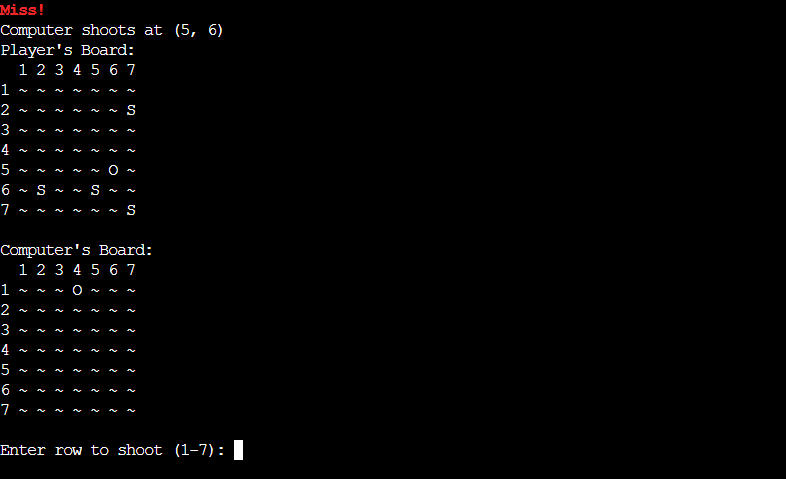 Miss!
Computer shoots at (5, 6)
Player's Board:
  1 2 3 4 5 6 7
1 ~ ~ ~ ~ ~ ~ ~
2 ~ ~ ~ ~ ~ ~ S
3 ~ ~ ~ ~ ~ ~ ~
4 ~ ~ ~ ~ ~ ~ ~
5 ~ ~ ~ ~ ~ O ~
6 ~ S ~ ~ S ~ ~
7 ~ ~ ~ ~ ~ ~ S
Computer's Board:
  1 2 3 4 5 6 7
1 ~ ~ ~ O ~ ~ ~
2 ~ ~ ~ ~ ~ ~ ~
3 ~ ~ ~ ~ ~ ~ ~
4 ~ ~ ~ ~ ~ ~ ~
5 ~ ~ ~ ~ ~ ~ ~
6 ~ ~ ~ ~ ~ ~ ~
7 ~ ~ ~ ~ ~ ~ ~
Enter row to shoot (1-7):